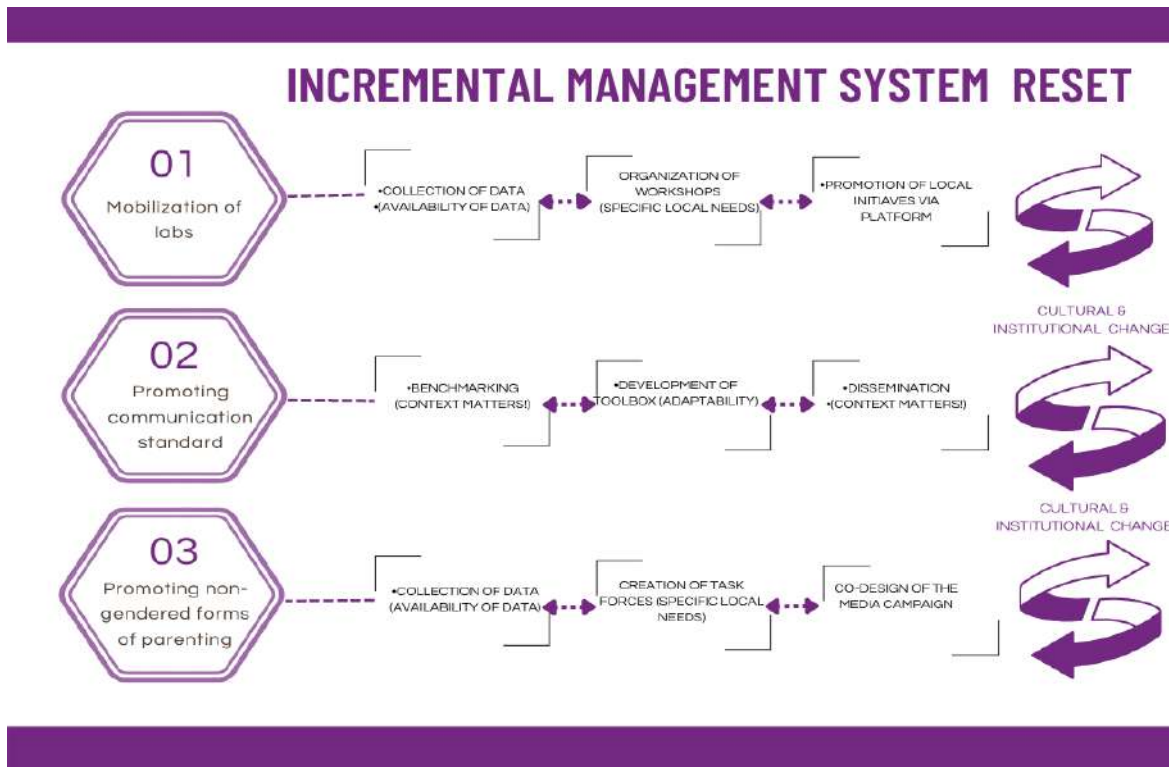 INCREMENTAL MANAGEMENT SYSTEM RESET
01
Mobilization of
labs
•COLLECTION OF DATA
•(AVAILABILITY OF DATA)
ORGANIZATION OF
WORKSHOPS
(SPECIFIC LOCAL NEEDS)
•PROMOTION OF LOCAL
INITIAVES VIA
PLATFORM
CULTURAL &
INSTITUTIONAL CHANGE
02
Promoting
communication
standard
•BENCHMARKING
(CONTEXT MATTERS!)
•DEVELOPMENT OF
TOOLBOX (ADAPTABILITY)
•DISSEMINATION
•(CONTEXT MATTERS!)
CULTURAL &
INSTITUTIONAL CHANGE
03
Promoting non-
gendered forms
of parenting
•COLLECTION OF DATA
(AVAILABILITY OF DATA)
CREATION OF TASK
FORCES (SPECIFIC LOCAL
NEEDS)
CO-DESIGN OF THE
MEDIA CAMPAIGN